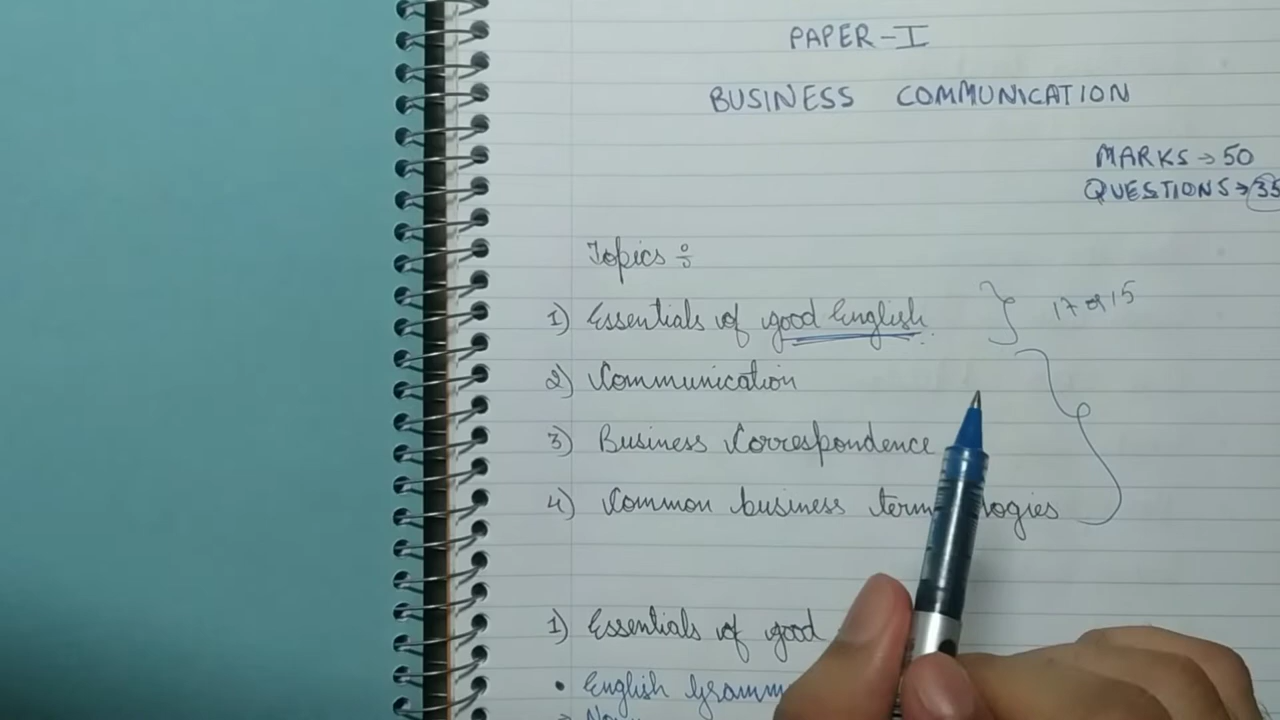 PAPER-I
BUSINESS COMMUNICATION
MARKS → 50
QUESTIONS → 35
Topics :
1) Essentials of good English
17 or 15
2) Communication
3) Business Correspondence
4) Common business
1) Essentials of good
• English